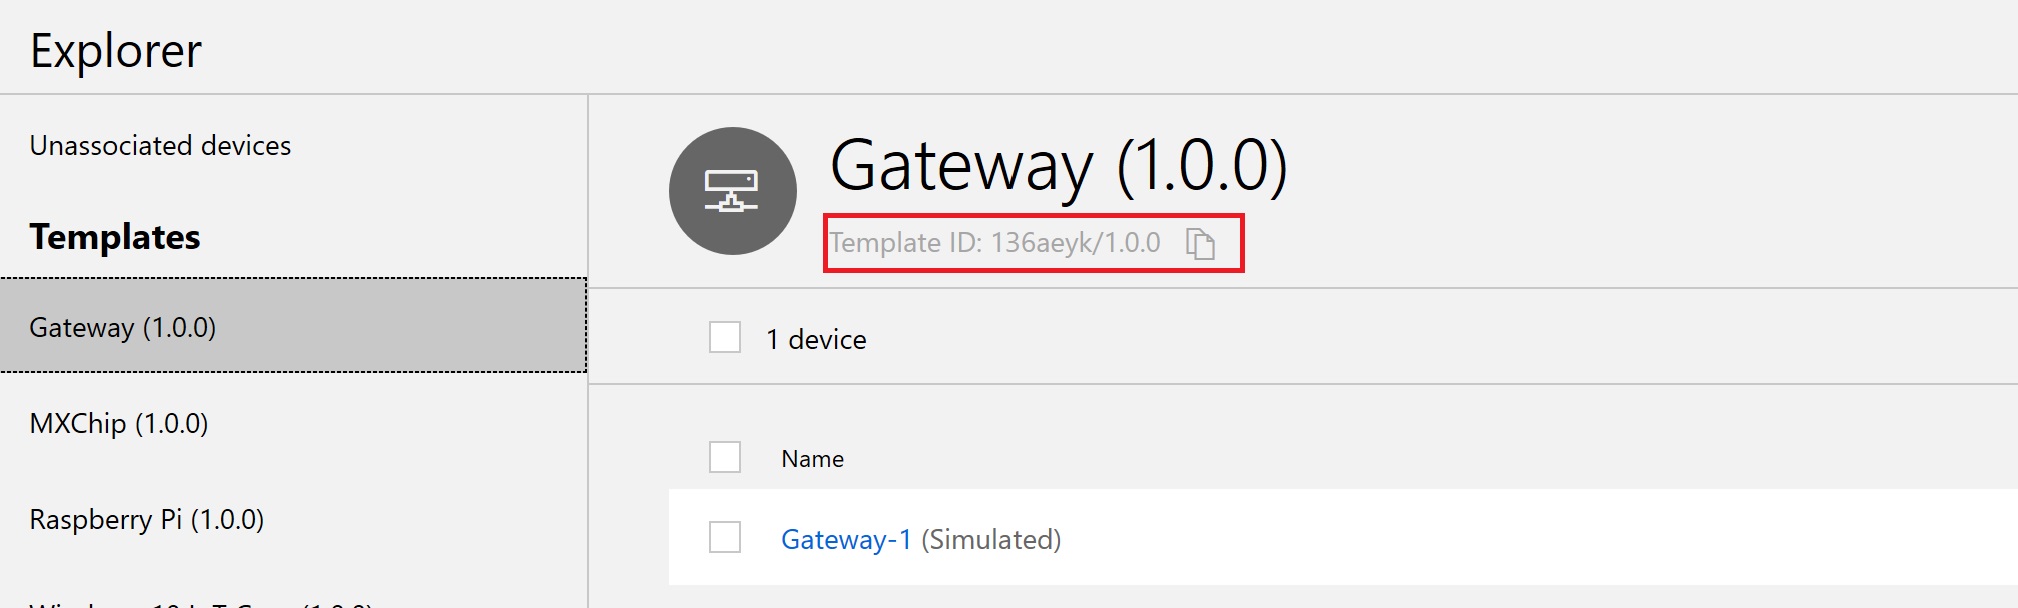 Explorer
Unassociated devices
Templates
Gateway (1.0.0)
MXChip (1.0.0)
Raspberry Pi (1.0.0)
Gateway (1.0.0)
Template ID: 136aeyk/1.0.0
1 device
Name
Gateway-1 (Simulated)